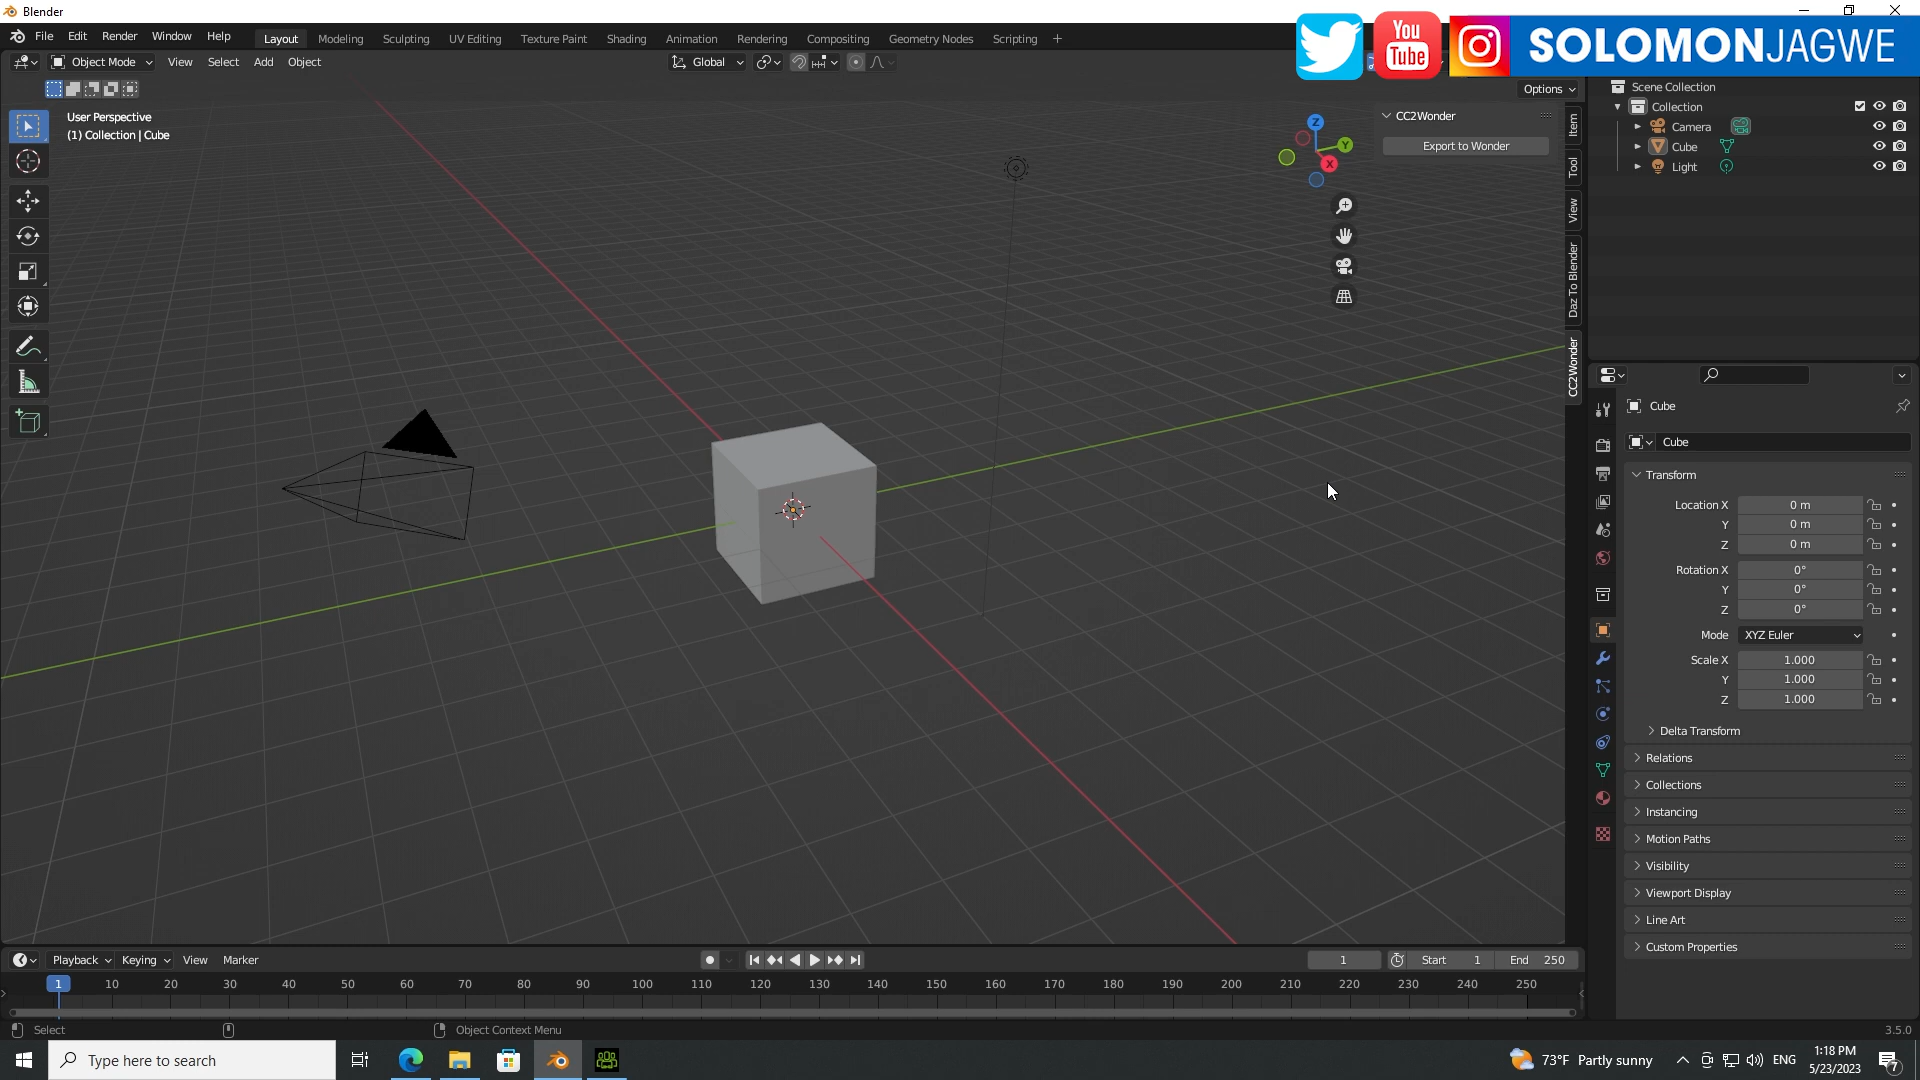 Blender
File Edit Render Window Help Layout Modeling Sculpting UV Editing Texture Paint Shading Animation Rendering Compositing Geometry Nodes Scripting +
You Tube
SOLOMONJAGWE
Object Mode View Select Add Object Global
Options
User Perspective
(1) Collection | Cube
Z
Y
X
CC2Wonder
Export to Wonder
Item
Tool
View
Daz To Blender
CC2Wonder
Scene Collection
Collection
Camera
Cube
Light
Cube
Cube
Transform
Location X 0 m
Y 0 m
Z 0 m
Rotation X 0°
Y 0°
Z 0°
Mode XYZ Euler
Scale X 1.000
Y 1.000
Z 1.000
Delta Transform
Relations
Collections
Instancing
Motion Paths
Visibility
Viewport Display
Line Art
Custom Properties
Playback Keying View Marker 1 Start 1 End 250
1 10 20 30 40 50 60 70 80 90 100 110 120 130 140 150 160 170 180 190 200 210 220 230 240 250
Select Object Context Menu 3.5.0
Type here to search 73°F Partly sunny ENG 1:18 PM
5/23/2023
7